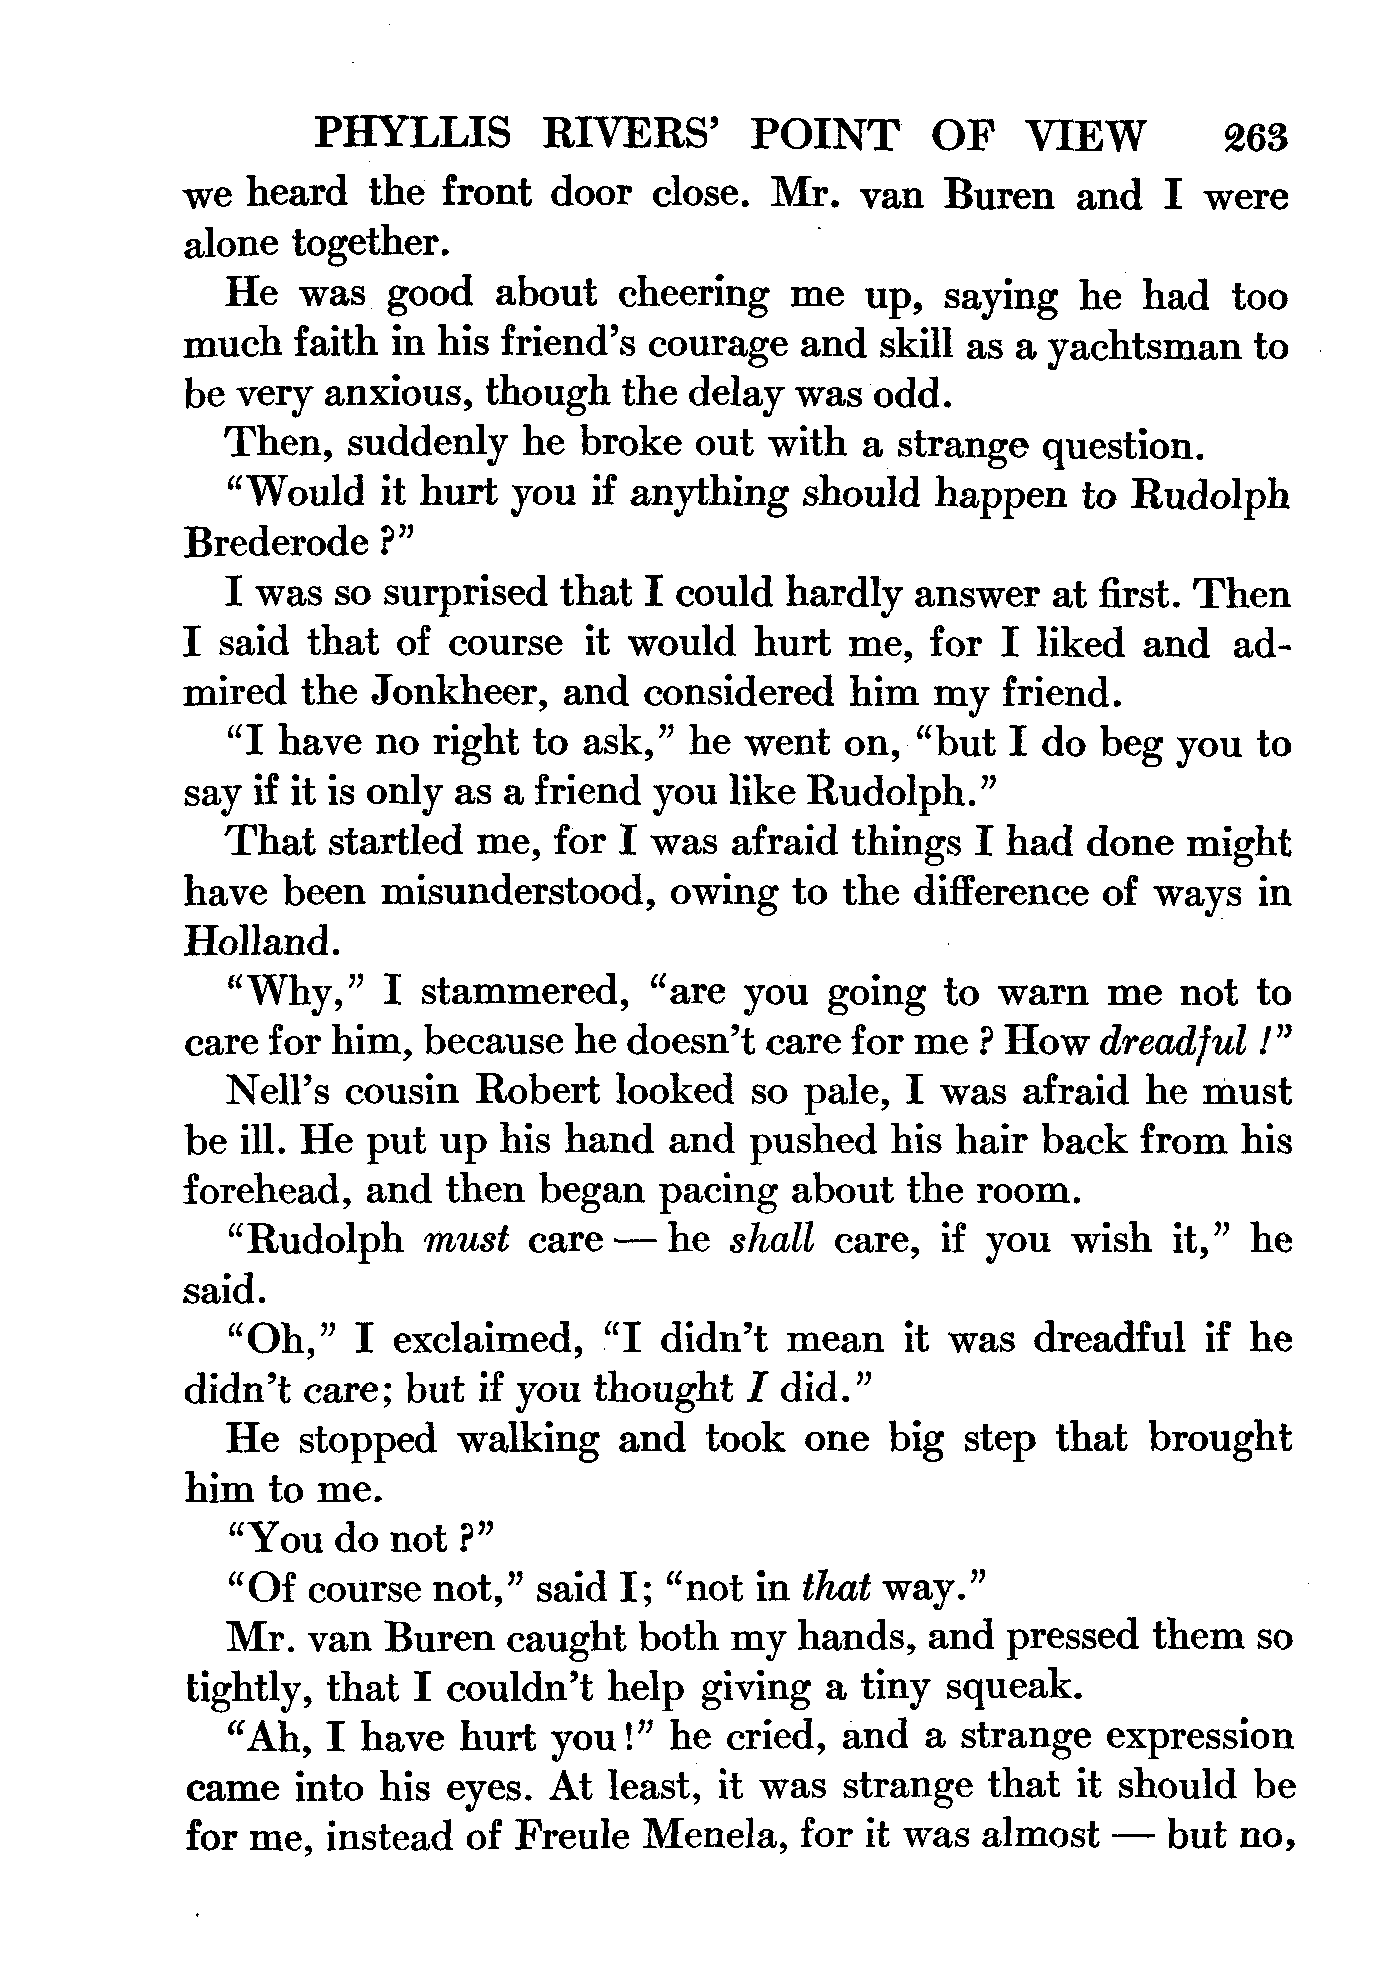 PHYLLIS RIVERS' POINT OF VIEW 263
we heard the front door close. Mr. van Buren and I were
alone together.
He was good about cheering me up, saying he had too
much faith in his friend's courage and skill as a yachtsman to
be very anxious, though the delay was odd.
Then, suddenly he broke out with a strange question.
"Would it hurt you if anything should happen to Rudolph
Brederode ?"
I was so surprised that I could hardly answer at first. Then
I said that of course it would hurt me, for I liked and ad-
mired the Jonkheer, and considered him my friend.
"I have no right to ask," he went on, "but I do beg you to
say if it is only as a friend you like Rudolph."
That startled me, for I was afraid things I had done might
have been misunderstood, owing to the difference of ways in
Holland.
"Why," I stammered, "are you going to warn me not to
care for him, because he doesn't care for me ? How dreadful !"
Nell's cousin Robert looked so pale, I was afraid he must
be ill. He put up his hand and pushed his hair back from his
forehead, and then began pacing about the room.
"Rudolph must care — he shall care, if you wish it," he
said.
"Oh," I exclaimed, "I didn't mean it was dreadful if he
didn't care; but if you thought I did."
He stopped walking and took one big step that brought
him to me.
"You do not ?"
"Of course not," said I; "not in that way."
Mr. van Buren caught both my hands, and pressed them so
tightly, that I couldn't help giving a tiny squeak.
"Ah, I have hurt you!" he cried, and a strange expression
came into his eyes. At least, it was strange that it should be
for me, instead of Freule Menela, for it was almost — but no,